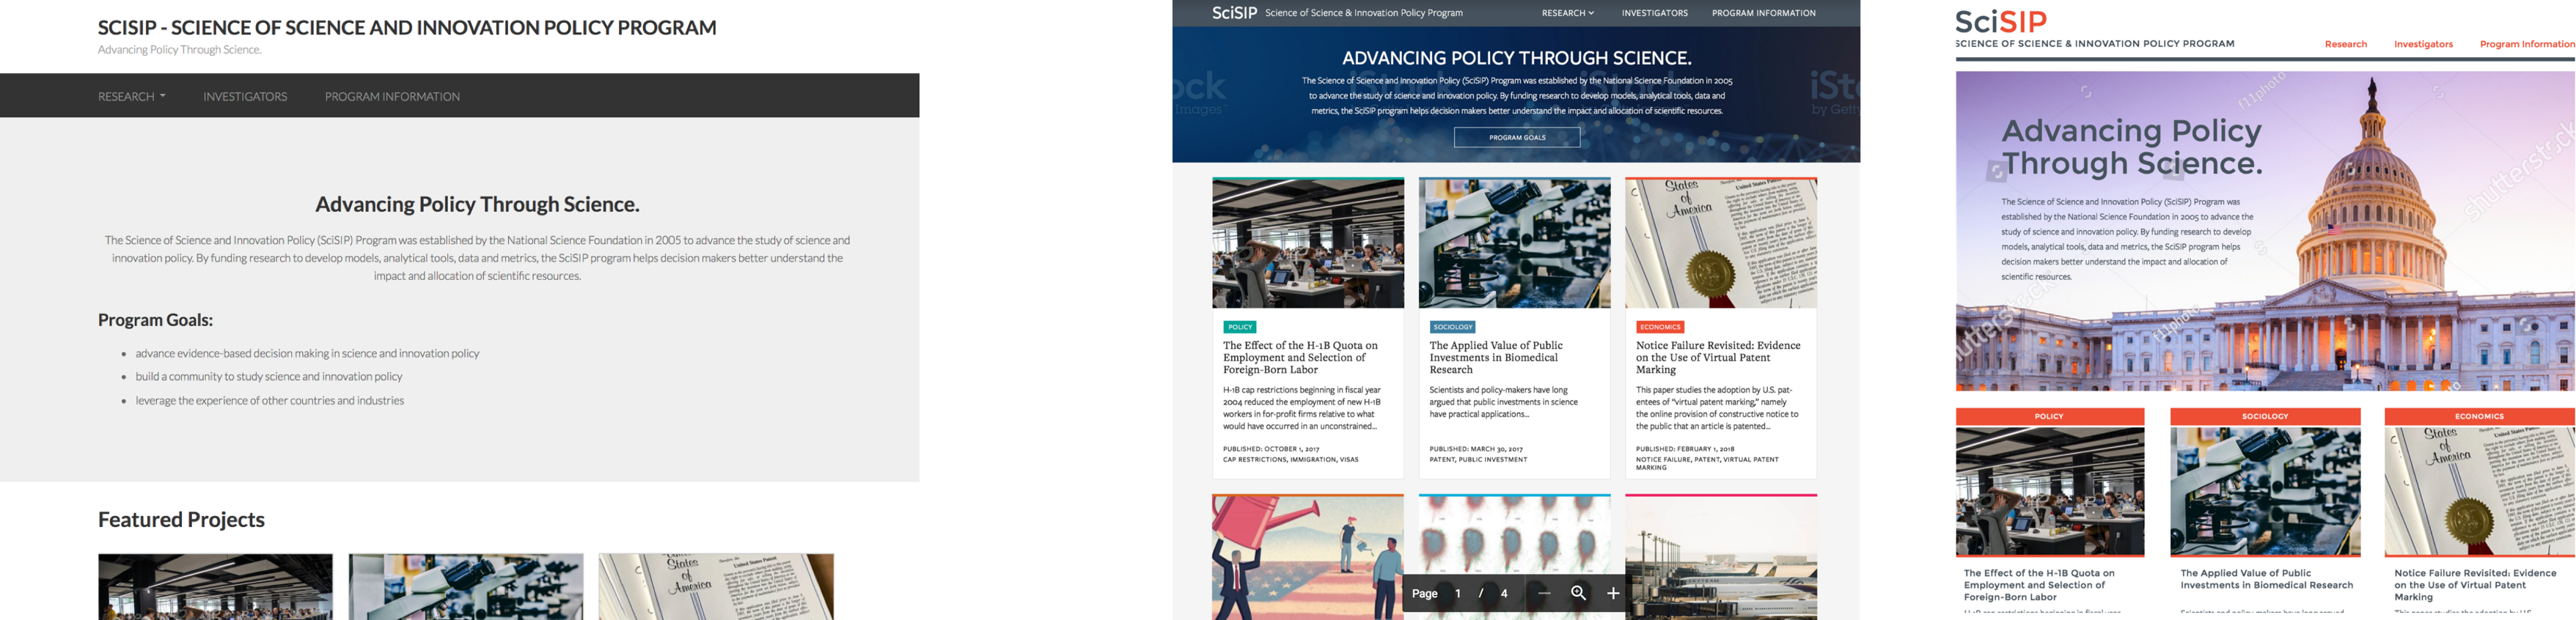 SCISIP - SCIENCE OF SCIENCE AND INNOVATION POLICY PROGRAM
Advancing Policy Through Science.
RESEARCH
INVESTIGATORS
PROGRAM INFORMATION
Advancing Policy Through Science.
The Science of Science and Innovation Policy (SciSIP) Program was established by the National Science Foundation in 2005 to advance the study of science and
innovation policy. By funding research to develop models, analytical tools, data and metrics, the SciSIP program helps decision makers better understand the
impact and allocation of scientific resources.
Program Goals:
advance evidence-based decision making in science and innovation policy
build a community to study science and innovation policy
leverage the experience of other countries and industries
Featured Projects
States
of
America
SciSIP Science of Science & Innovation Policy Program
RESEARCH
INVESTIGATORS
PROGRAM INFORMATION
ADVANCING POLICY THROUGH SCIENCE.
The Science of Science and Innovation Policy (SciSIP) Program was established by the National Science Foundation in 2005
to advance the study of science and innovation policy. By funding research to develop models, analytical tools, data and
metrics, the SciSIP program helps decision makers better understand the impact and allocation of scientific resources.
PROGRAM GOALS
iStock
States
of
America
POLICY
The Effect of the H-1B Quota on
Employment and Selection of
Foreign-Born Labor
H-1B cap restrictions beginning in fiscal year
2004 reduced the employment of new H-1B
workers in for-profit firms relative to what
would have occurred in an unconstrained...
PUBLISHED: OCTOBER 1, 2017
CAP RESTRICTIONS, IMMIGRATION, VISAS
SOCIOLOGY
The Applied Value of Public
Investments in Biomedical
Research
Scientists and policy-makers have long
argued that public investments in science
have practical applications...
PUBLISHED: MARCH 30, 2017
PATENT, PUBLIC INVESTMENT
ECONOMICS
Notice Failure Revisited: Evidence
on the Use of Virtual Patent
Marking
This paper studies the adoption by U.S. pat-
entees of "virtual patent marking," namely
the online provision of constructive notice to
the public that an article is patented...
PUBLISHED: FEBRUARY 1, 2018
NOTICE FAILURE, PATENT, VIRTUAL PATENT
MARKING
Page 1 / 4
SciSIP
SCIENCE OF SCIENCE & INNOVATION POLICY PROGRAM
Research
Investigators
Program Information
Advancing Policy
Through Science.
The Science of Science and Innovation Policy (SciSIP) Program was
established by the National Science Foundation in 2005 to advance the
study of science and innovation policy. By funding research to develop
models, analytical tools, data and metrics, the SciSIP program helps
decision makers better understand the impact and allocation of
scientific resources.
f11photo
shutterstock
POLICY
SOCIOLOGY
ECONOMICS
States
of
America
The Effect of the H-1B Quota on
Employment and Selection of
Foreign-Born Labor
The Applied Value of Public
Investments in Biomedical Research
Notice Failure Revisited: Evidence
on the Use of Virtual Patent
Marking